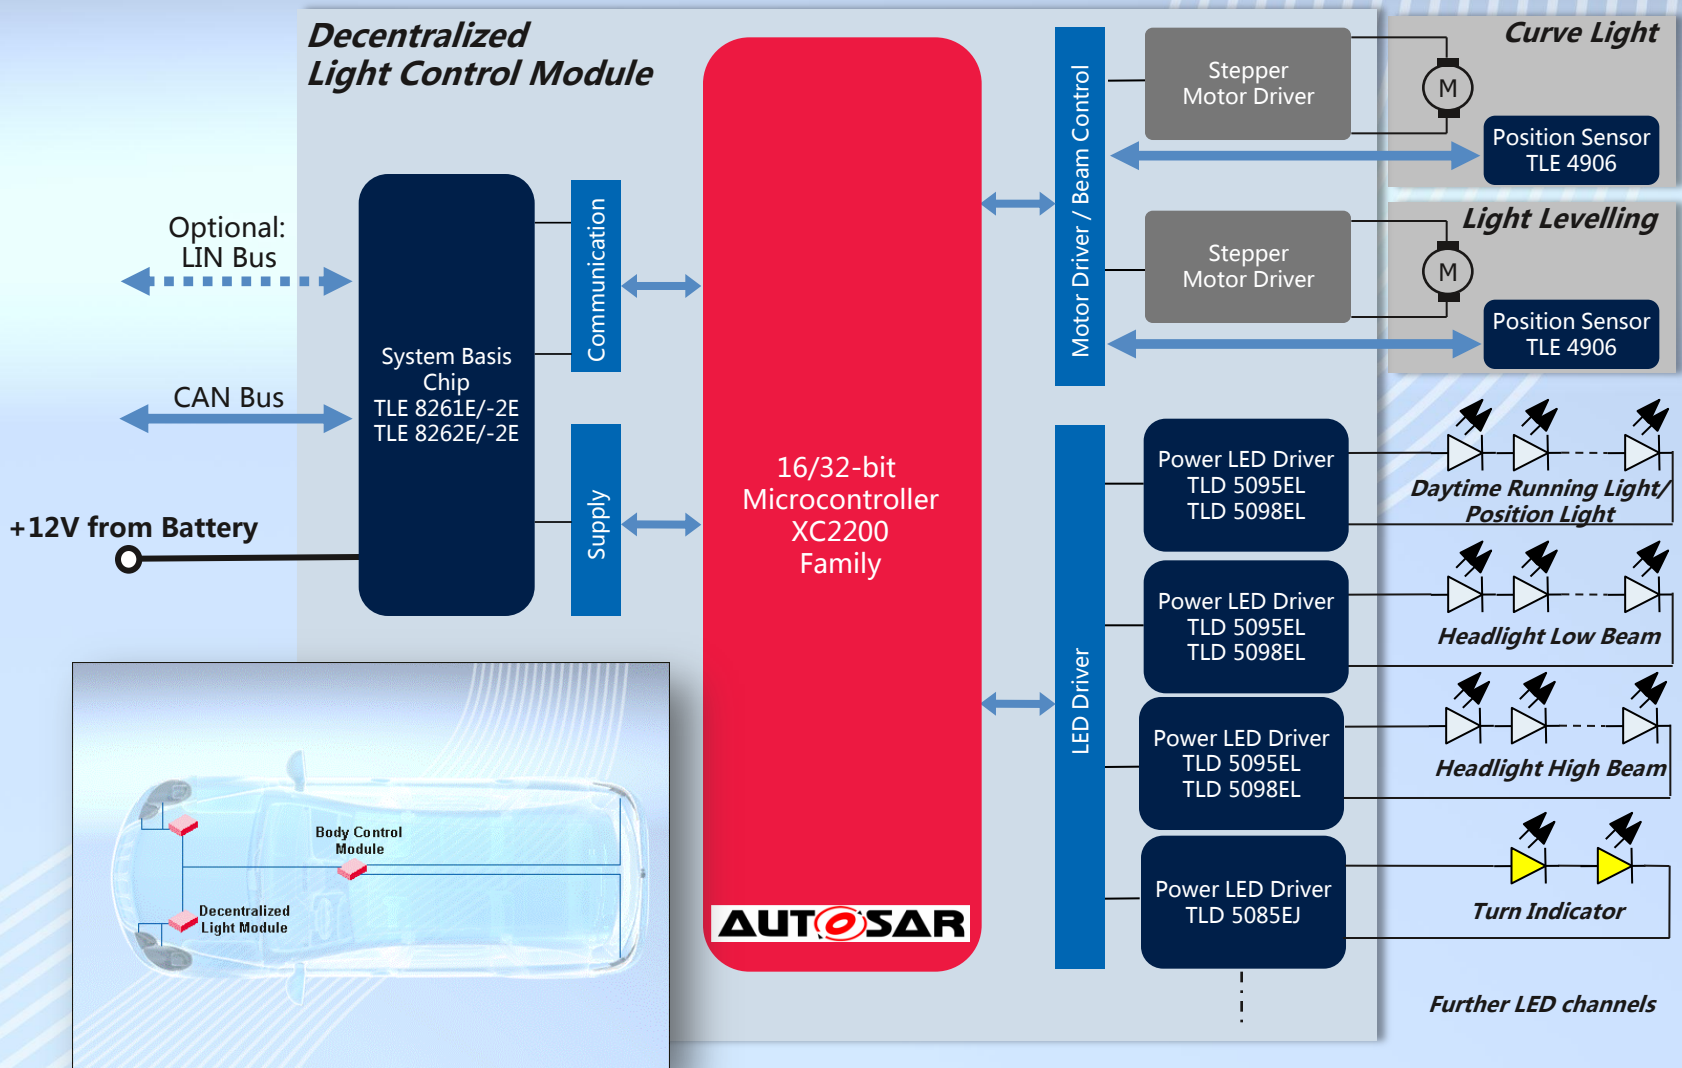 Decentralized
Light Control Module
Optional:
LIN Bus
CAN Bus
+12V from Battery
System Basis
Chip
TLE 8261E/-2E
TLE 8262E/-2E
Communication
Supply
16/32-bit
Microcontroller
XC2200
Family
AUTOSAR
Motor Driver / Beam Control
LED Driver
Stepper
Motor Driver
Curve Light
M
Position Sensor
TLE 4906
Stepper
Motor Driver
Light Levelling
M
Position Sensor
TLE 4906
Power LED Driver
TLD 5095EL
TLD 5098EL
Daytime Running Light/
Position Light
Power LED Driver
TLD 5095EL
TLD 5098EL
Headlight Low Beam
Power LED Driver
TLD 5095EL
TLD 5098EL
Headlight High Beam
Power LED Driver
TLD 5085EJ
Turn Indicator
Further LED channels
Body Control
Module
Decentralized
Light Module